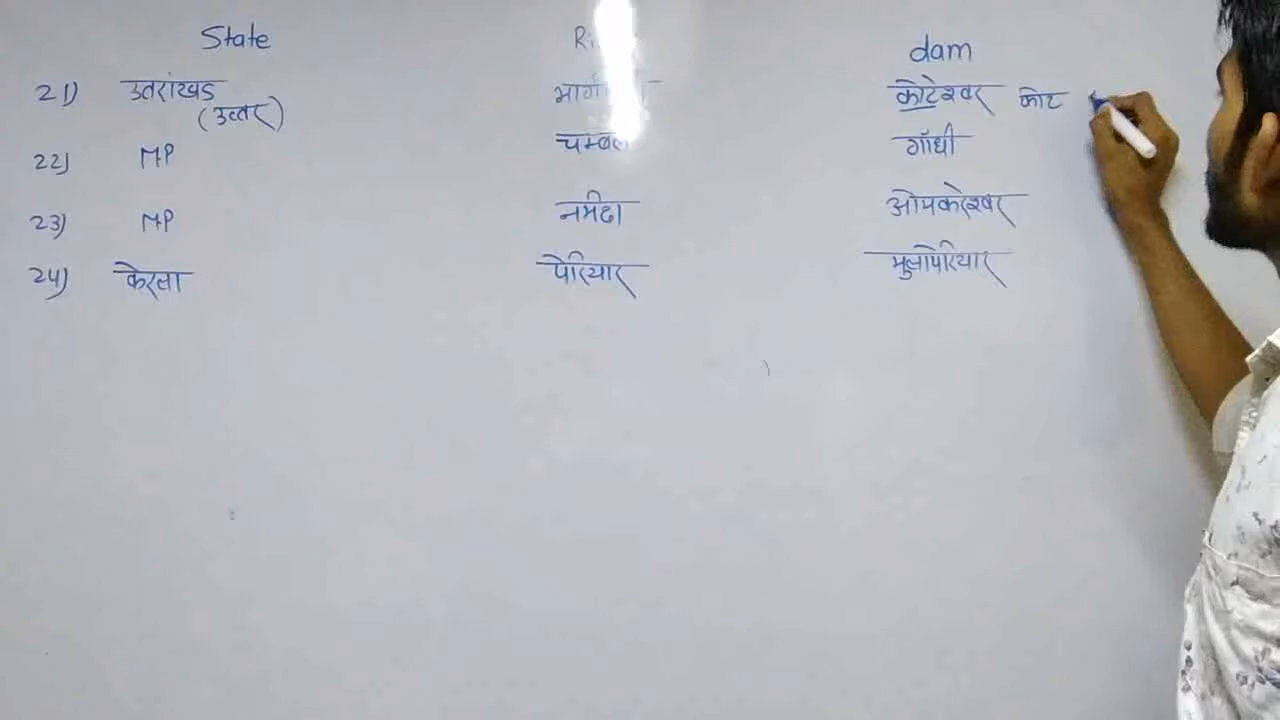 State dam
21) उतरांखड कोटेश्वर कोट
(उत्तर)
22) MP चम्बल गाँधी
23) MP नर्मदा ओमकरेश्वर
24) केरला पेरियार मुलापेरियार